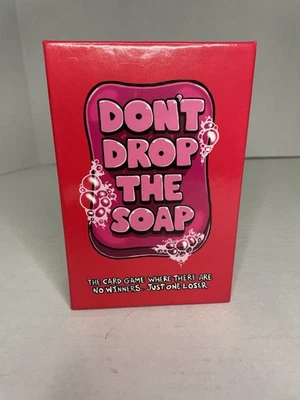 DON'T
DROP
THE
SOAP
THE CARD GAME WHERE THERE ARE
NO WINNERS... JUST ONE LOSER.